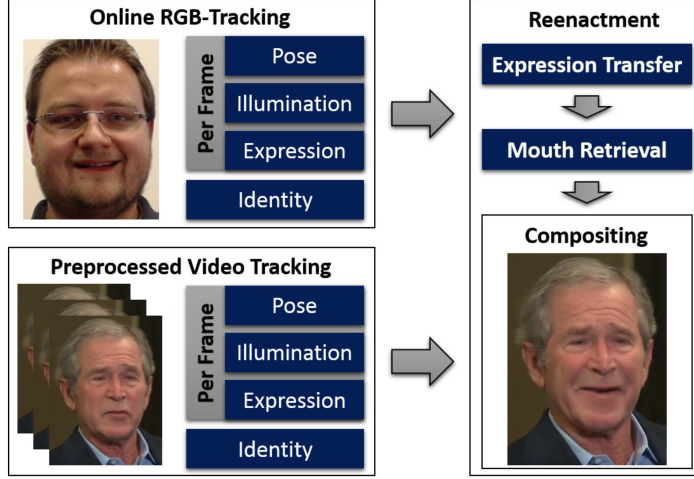 Online RGB-Tracking
Per Frame
Pose
Illumination
Expression
Identity
Preprocessed Video Tracking
Per Frame
Pose
Illumination
Expression
Identity
Reenactment
Expression Transfer
Mouth Retrieval
Compositing